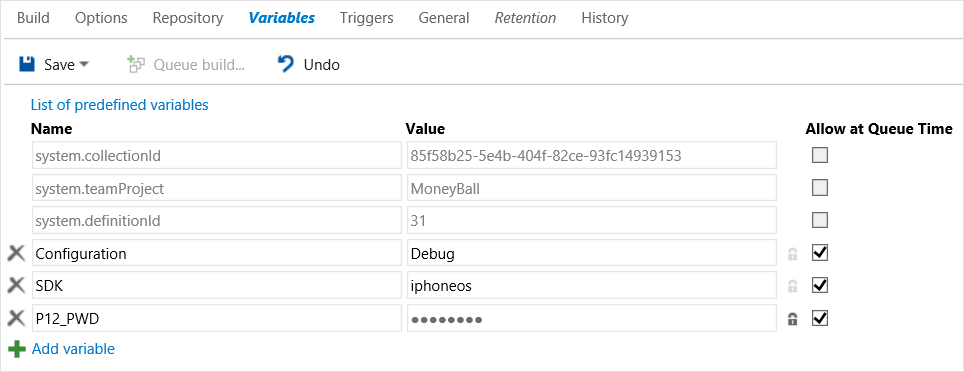 Build Options Repository Variables Triggers General Retention History
Save Queue build... Undo
List of predefined variables
Name Value Allow at Queue Time
system.collectionId 85f58b25-5e4b-404f-82ce-93fc14939153
system.teamProject MoneyBall
system.definitionId 31
Configuration Debug
SDK iphoneos
P12_PWD ●●●●●●●●
Add variable